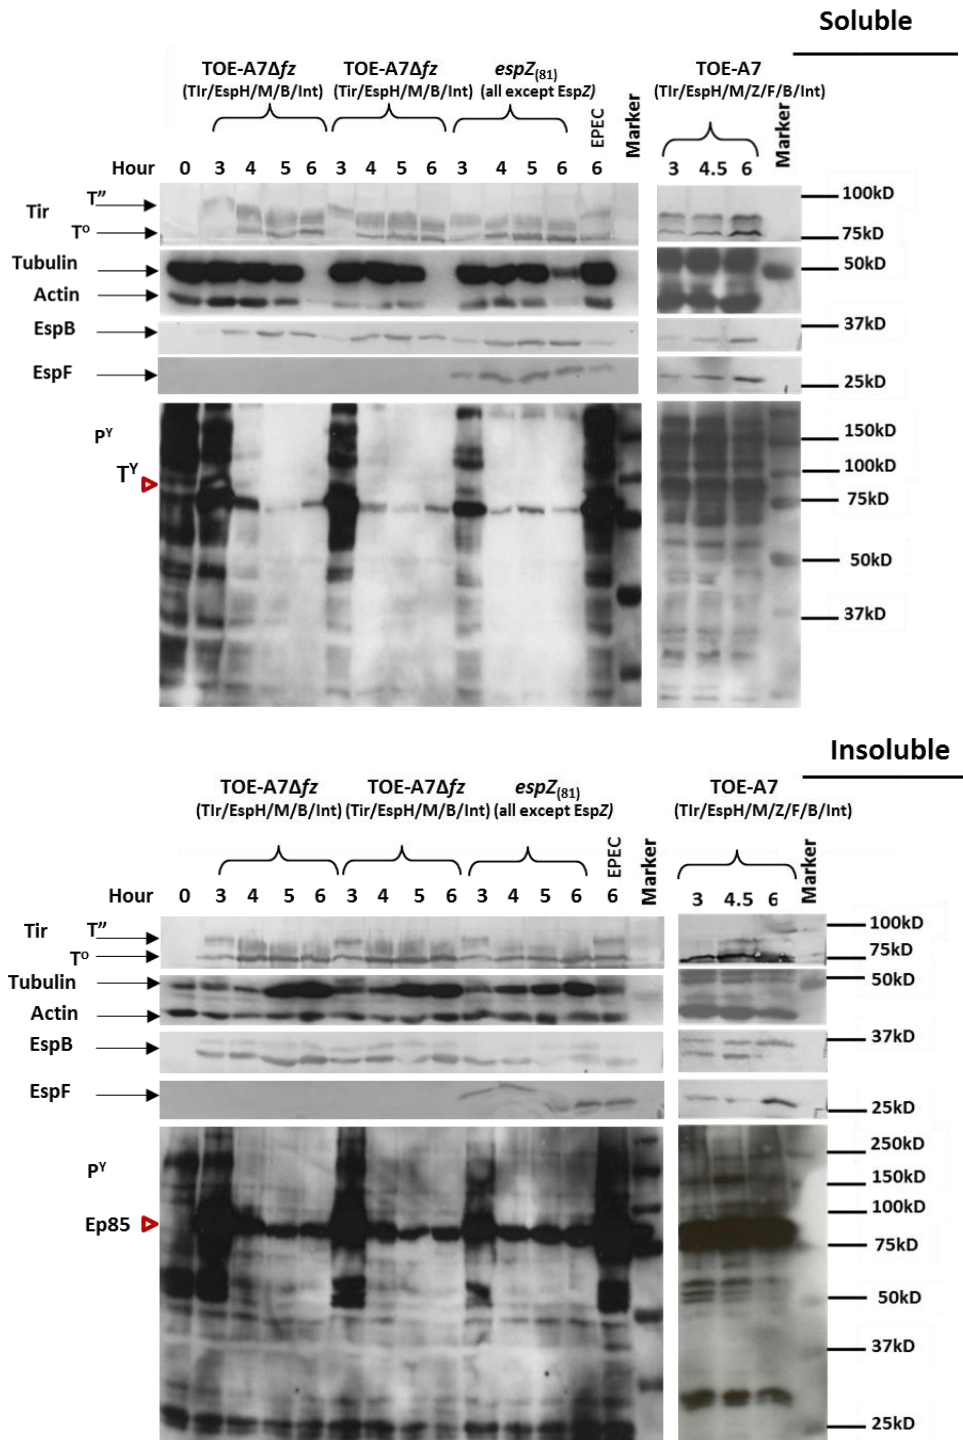 Soluble
TOE-A7Δfz TOE-A7Δfz espZ(81) TOE-A7
(TIr/EspH/M/B/Int) (Tir/EspH/M/B/Int) (all except EspZ) (TIr/EspH/M/Z/F/B/Int)
EPEC Marker Marker
Hour 0 3 4 5 6 3 4 5 6 3 4 5 6 6 3 4.5 6
Tir T” 100kD
Tᴼ 75kD
Tubulin 50kD
Actin
EspB 37kD
EspF 25kD
Pʸ 150kD
Tʸ 100kD
75kD
50kD
37kD
Insoluble
TOE-A7Δfz TOE-A7Δfz espZ(81) TOE-A7
(TIr/EspH/M/B/Int) (Tir/EspH/M/B/Int) (all except EspZ) (TIr/EspH/M/Z/F/B/Int)
EPEC Marker Marker
Hour 0 3 4 5 6 3 4 5 6 3 4 5 6 6 3 4.5 6
Tir T” 100kD
Tᴼ 75kD
Tubulin 50kD
Actin
EspB 37kD
EspF 25kD
250kD
Pʸ 150kD
100kD
Ep85 75kD
50kD
37kD
25kD